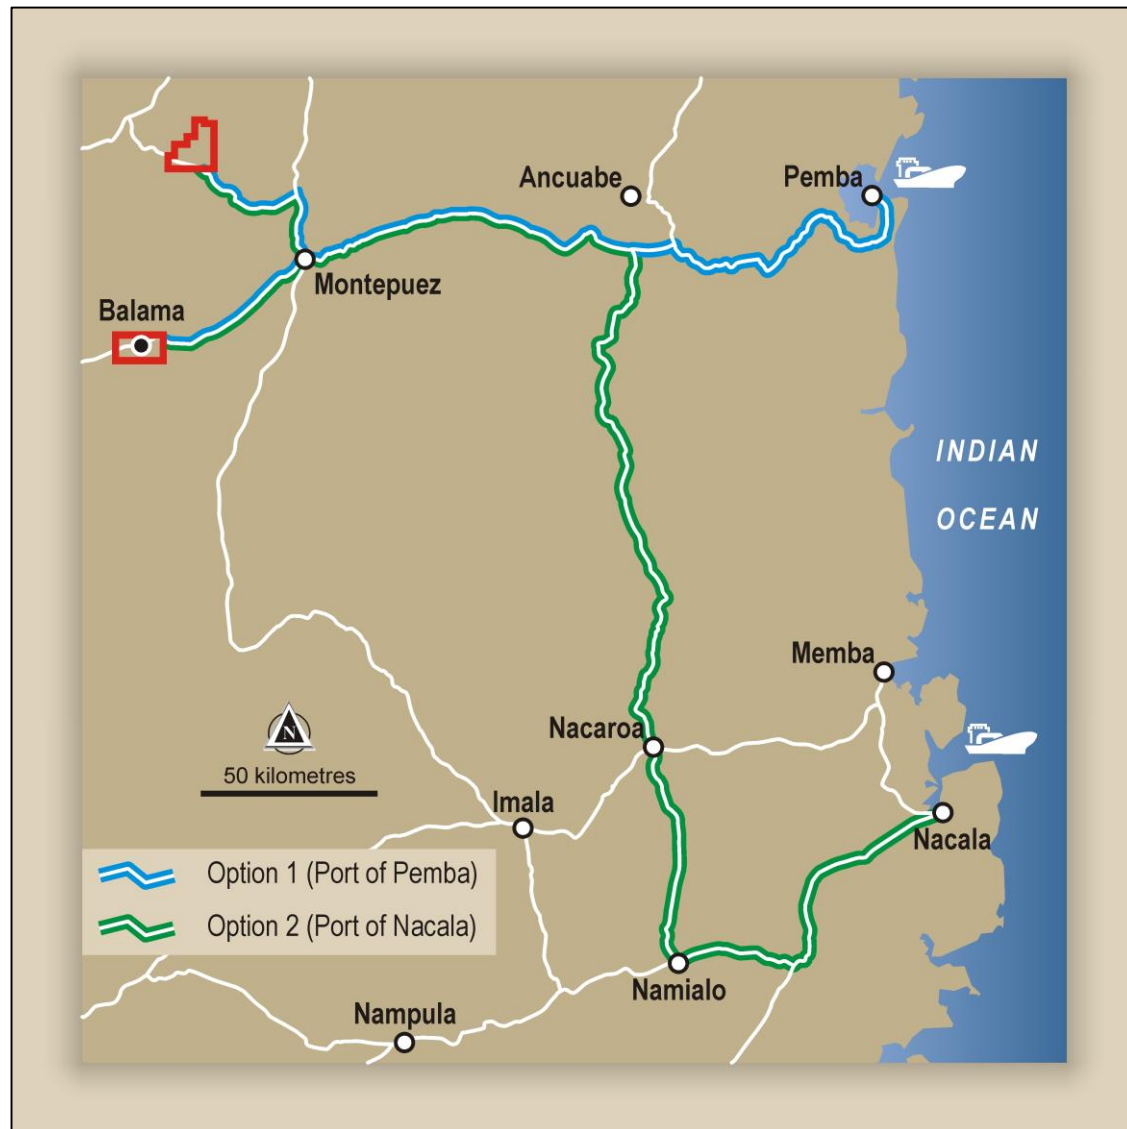 Ancuabe
Pemba
Montepuez
Balama
INDIAN
OCEAN
Memba
Nacaroa
N
50 kilometres
Imala
Nacala
Option 1 (Port of Pemba)
Option 2 (Port of Nacala)
Namialo
Nampula